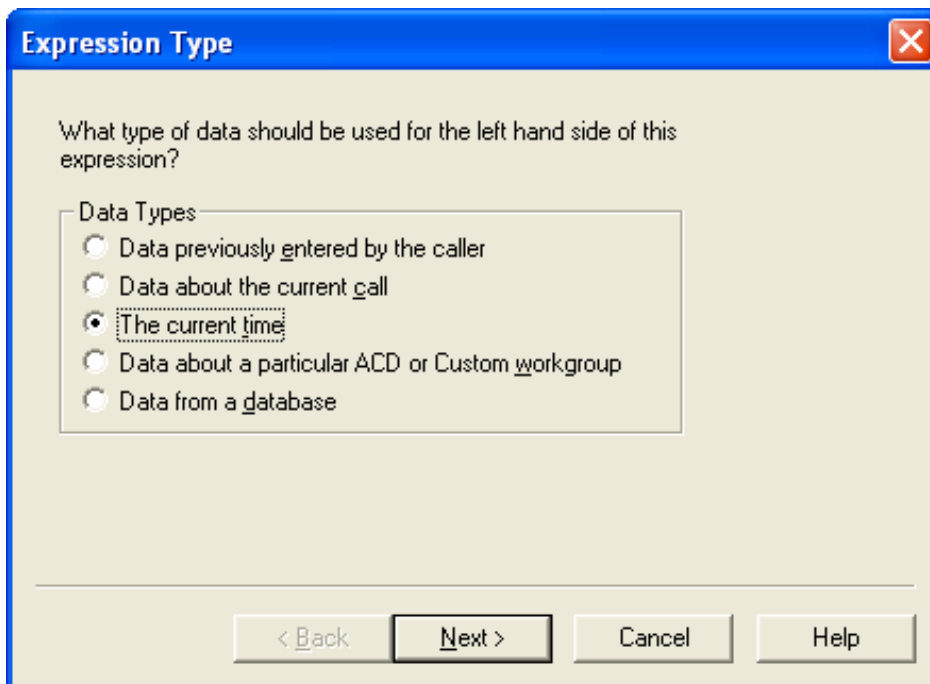 Expression Type
What type of data should be used for the left hand side of this
expression?
Data Types
Data previously entered by the caller
Data about the current call
The current time
Data about a particular ACD or Custom workgroup
Data from a database
< Back
Next >
Cancel
Help